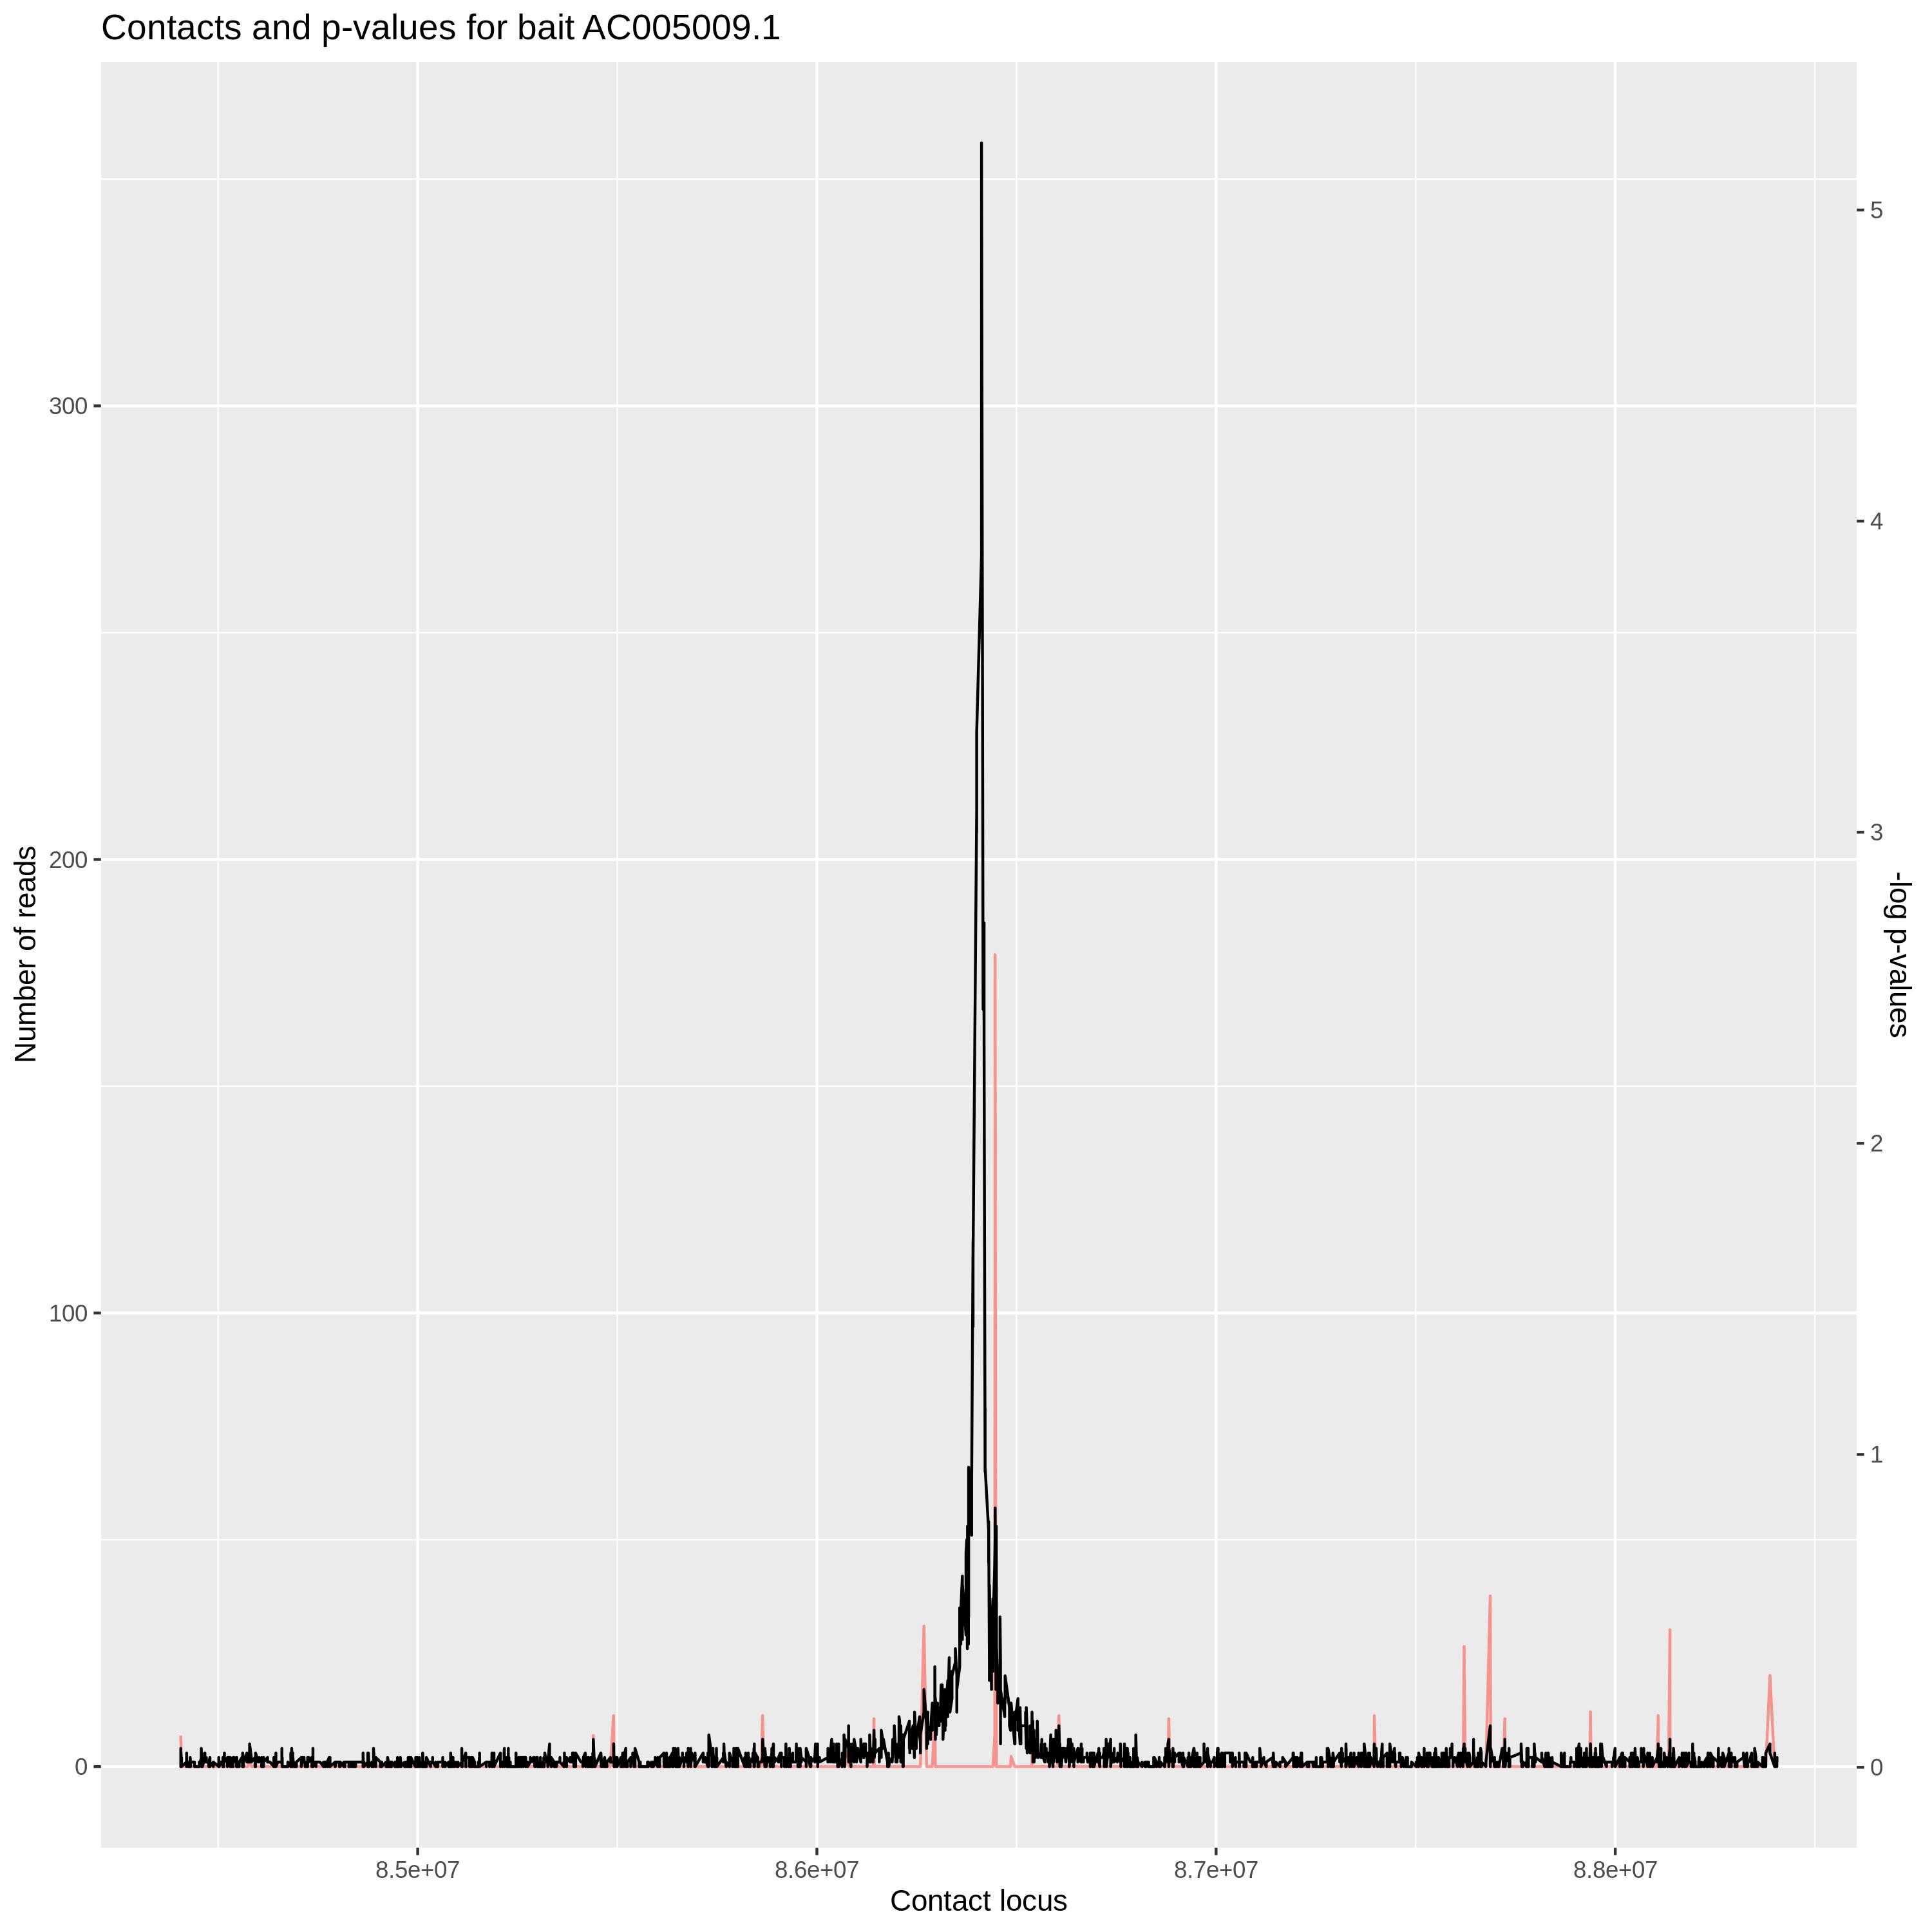 Contacts and p-values for bait AC005009.1
300
200
100
0
Number of reads
5
4
3
2
1
0
-log p-values
8.5e+07 8.6e+07 8.7e+07 8.8e+07
Contact locus